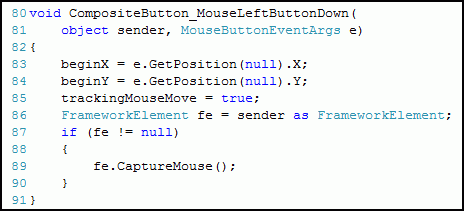 80 void CompositeButton_MouseLeftButtonDown(
81     object sender, MouseButtonEventArgs e)
82 {
83     beginX = e.GetPosition(null).X;
84     beginY = e.GetPosition(null).Y;
85     trackingMouseMove = true;
86     FrameworkElement fe = sender as FrameworkElement;
87     if (fe != null)
88     {
89         fe.CaptureMouse();
90     }
91 }